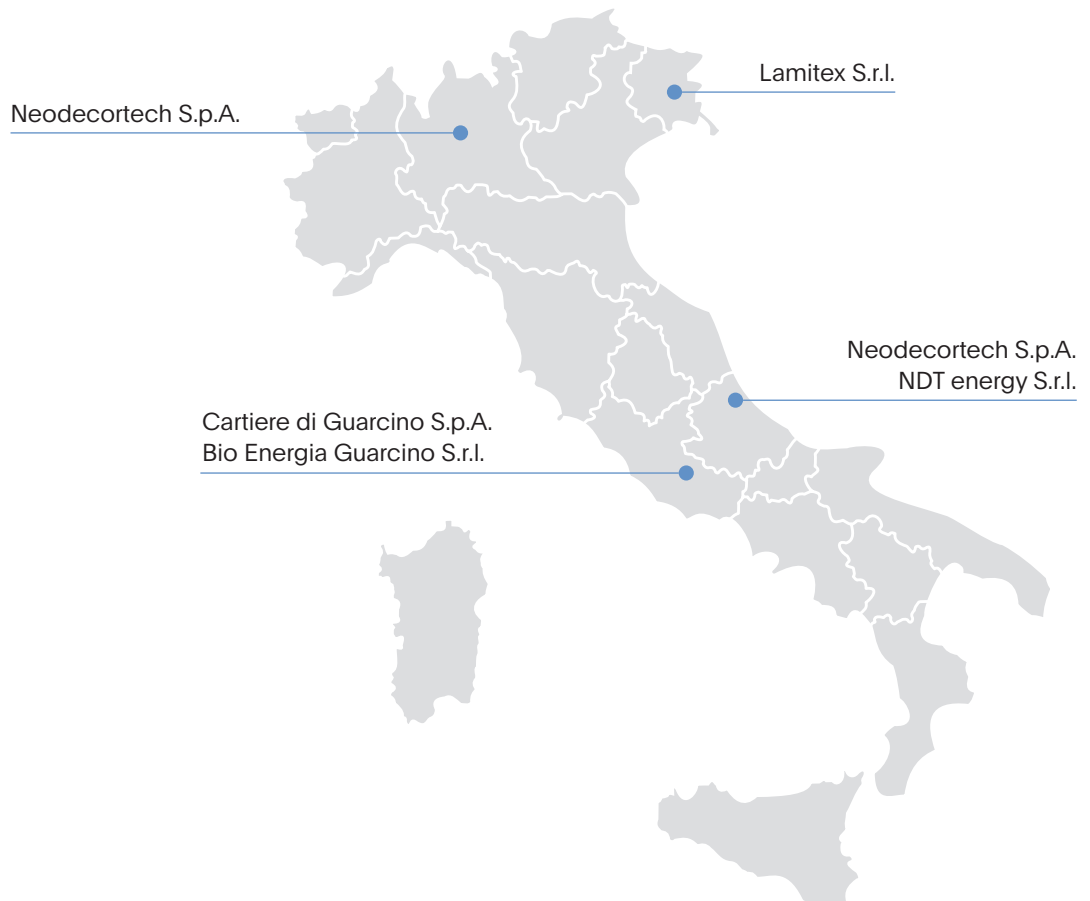 Lamitex S.r.l.
Neodecortech S.p.A.
Neodecortech S.p.A.
NDT energy S.r.l.
Cartiere di Guarcino S.p.A.
Bio Energia Guarcino S.r.l.